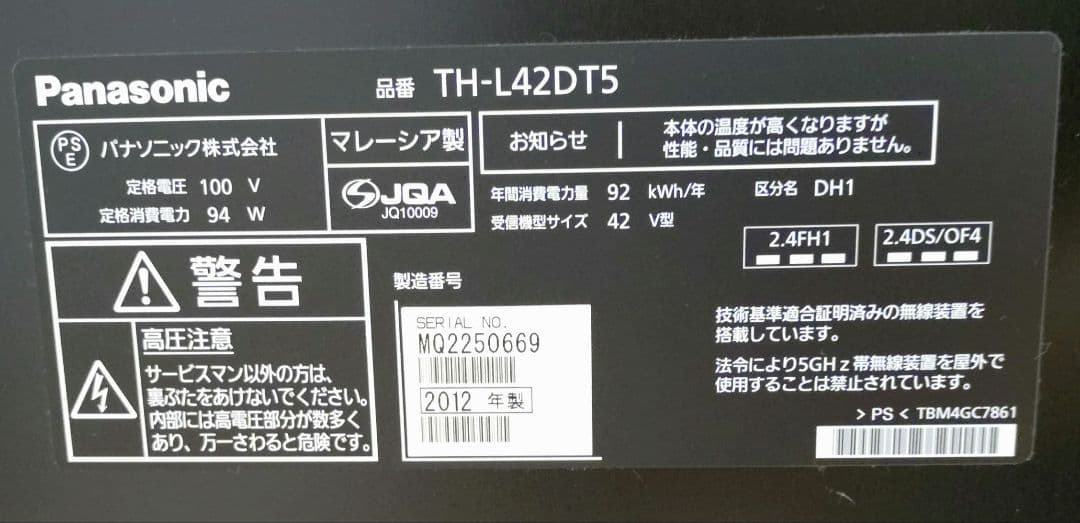 Panasonic 品番 TH-L42DT5
PSE パナソニック株式会社
マレーシア製
定格電圧 100 V
定格消費電力 94 W
JQA
JQ10009
お知らせ
本体の温度が高くなりますが
性能・品質には問題ありません。
年間消費電力量 92 kWh/年 区分名 DH1
受信機型サイズ 42 V型
2.4FH1
2.4DS/OF4
警告
高圧注意
サービスマン以外の方は、
裏ぶたをあけないでください。
内部には高電圧部分が数多く
あり、万一さわると危険です。
製造番号
SERIAL NO.
MQ2250669
2012 年製
技術基準適合証明済みの無線装置を
搭載しています。
法令により5GHz帯無線装置を屋外で
使用することは禁止されています。
>PS< TBM4GC7861